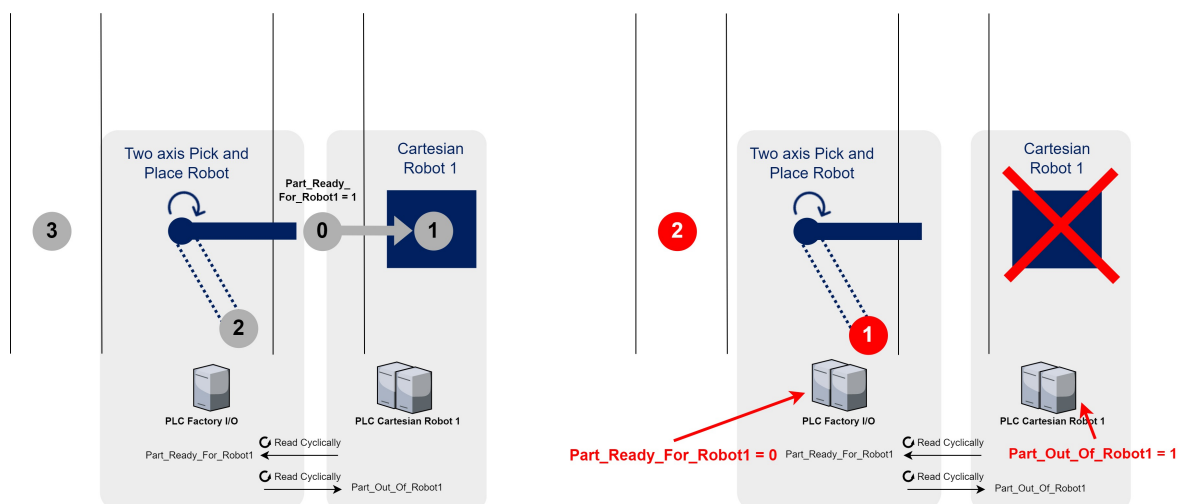 Two axis Pick and
Place Robot
Cartesian
Robot 1
Part_Ready_
For_Robot1 = 1
3
0
1
2
PLC Factory I/O
PLC Cartesian Robot 1
Read Cyclically
Part_Ready_For_Robot1
Read Cyclically
Part_Out_Of_Robot1
Two axis Pick and
Place Robot
Cartesian
Robot 1
2
1
PLC Factory I/O
PLC Cartesian Robot 1
Part_Ready_For_Robot1 = 0
Read Cyclically
Part_Ready_For_Robot1
Part_Out_Of_Robot1 = 1
Read Cyclically
Part_Out_Of_Robot1